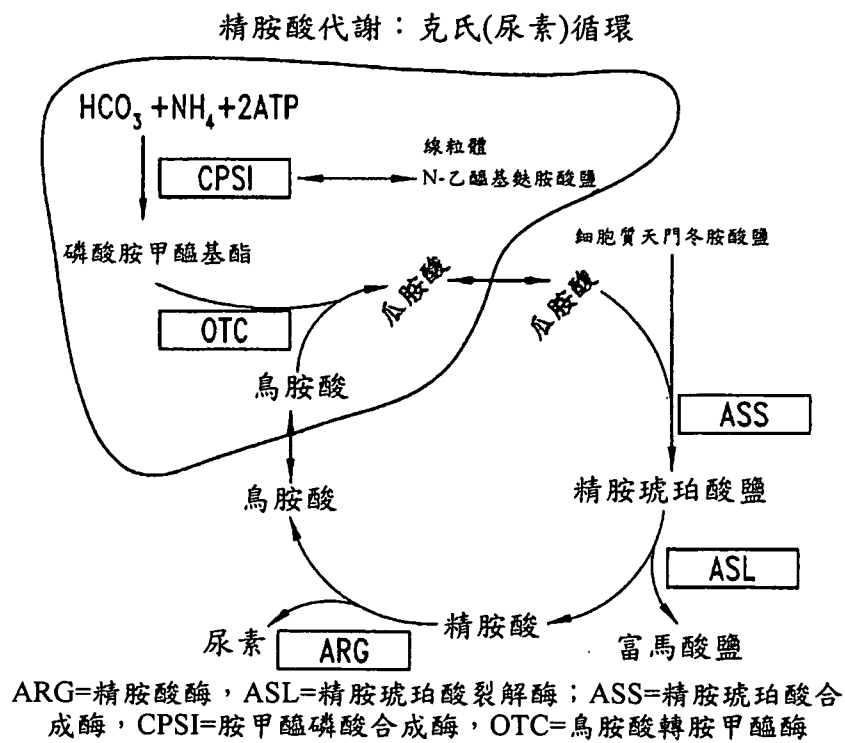 精胺酸代謝：克氏(尿素)循環
HCO3 +NH4+2ATP
線粒體
CPSI
N-乙醯基麩胺酸鹽
磷酸胺甲醯基酯
細胞質天門冬胺酸鹽
瓜胺酸
瓜胺酸
OTC
鳥胺酸
ASS
鳥胺酸
精胺琥珀酸鹽
ASL
精胺酸
尿素
ARG
富馬酸鹽
ARG=精胺酸酶，ASL=精胺琥珀酸裂解酶；ASS=精胺琥珀酸合
成酶，CPSI=胺甲醯磷酸合成酶，OTC=鳥胺酸轉胺甲醯酶